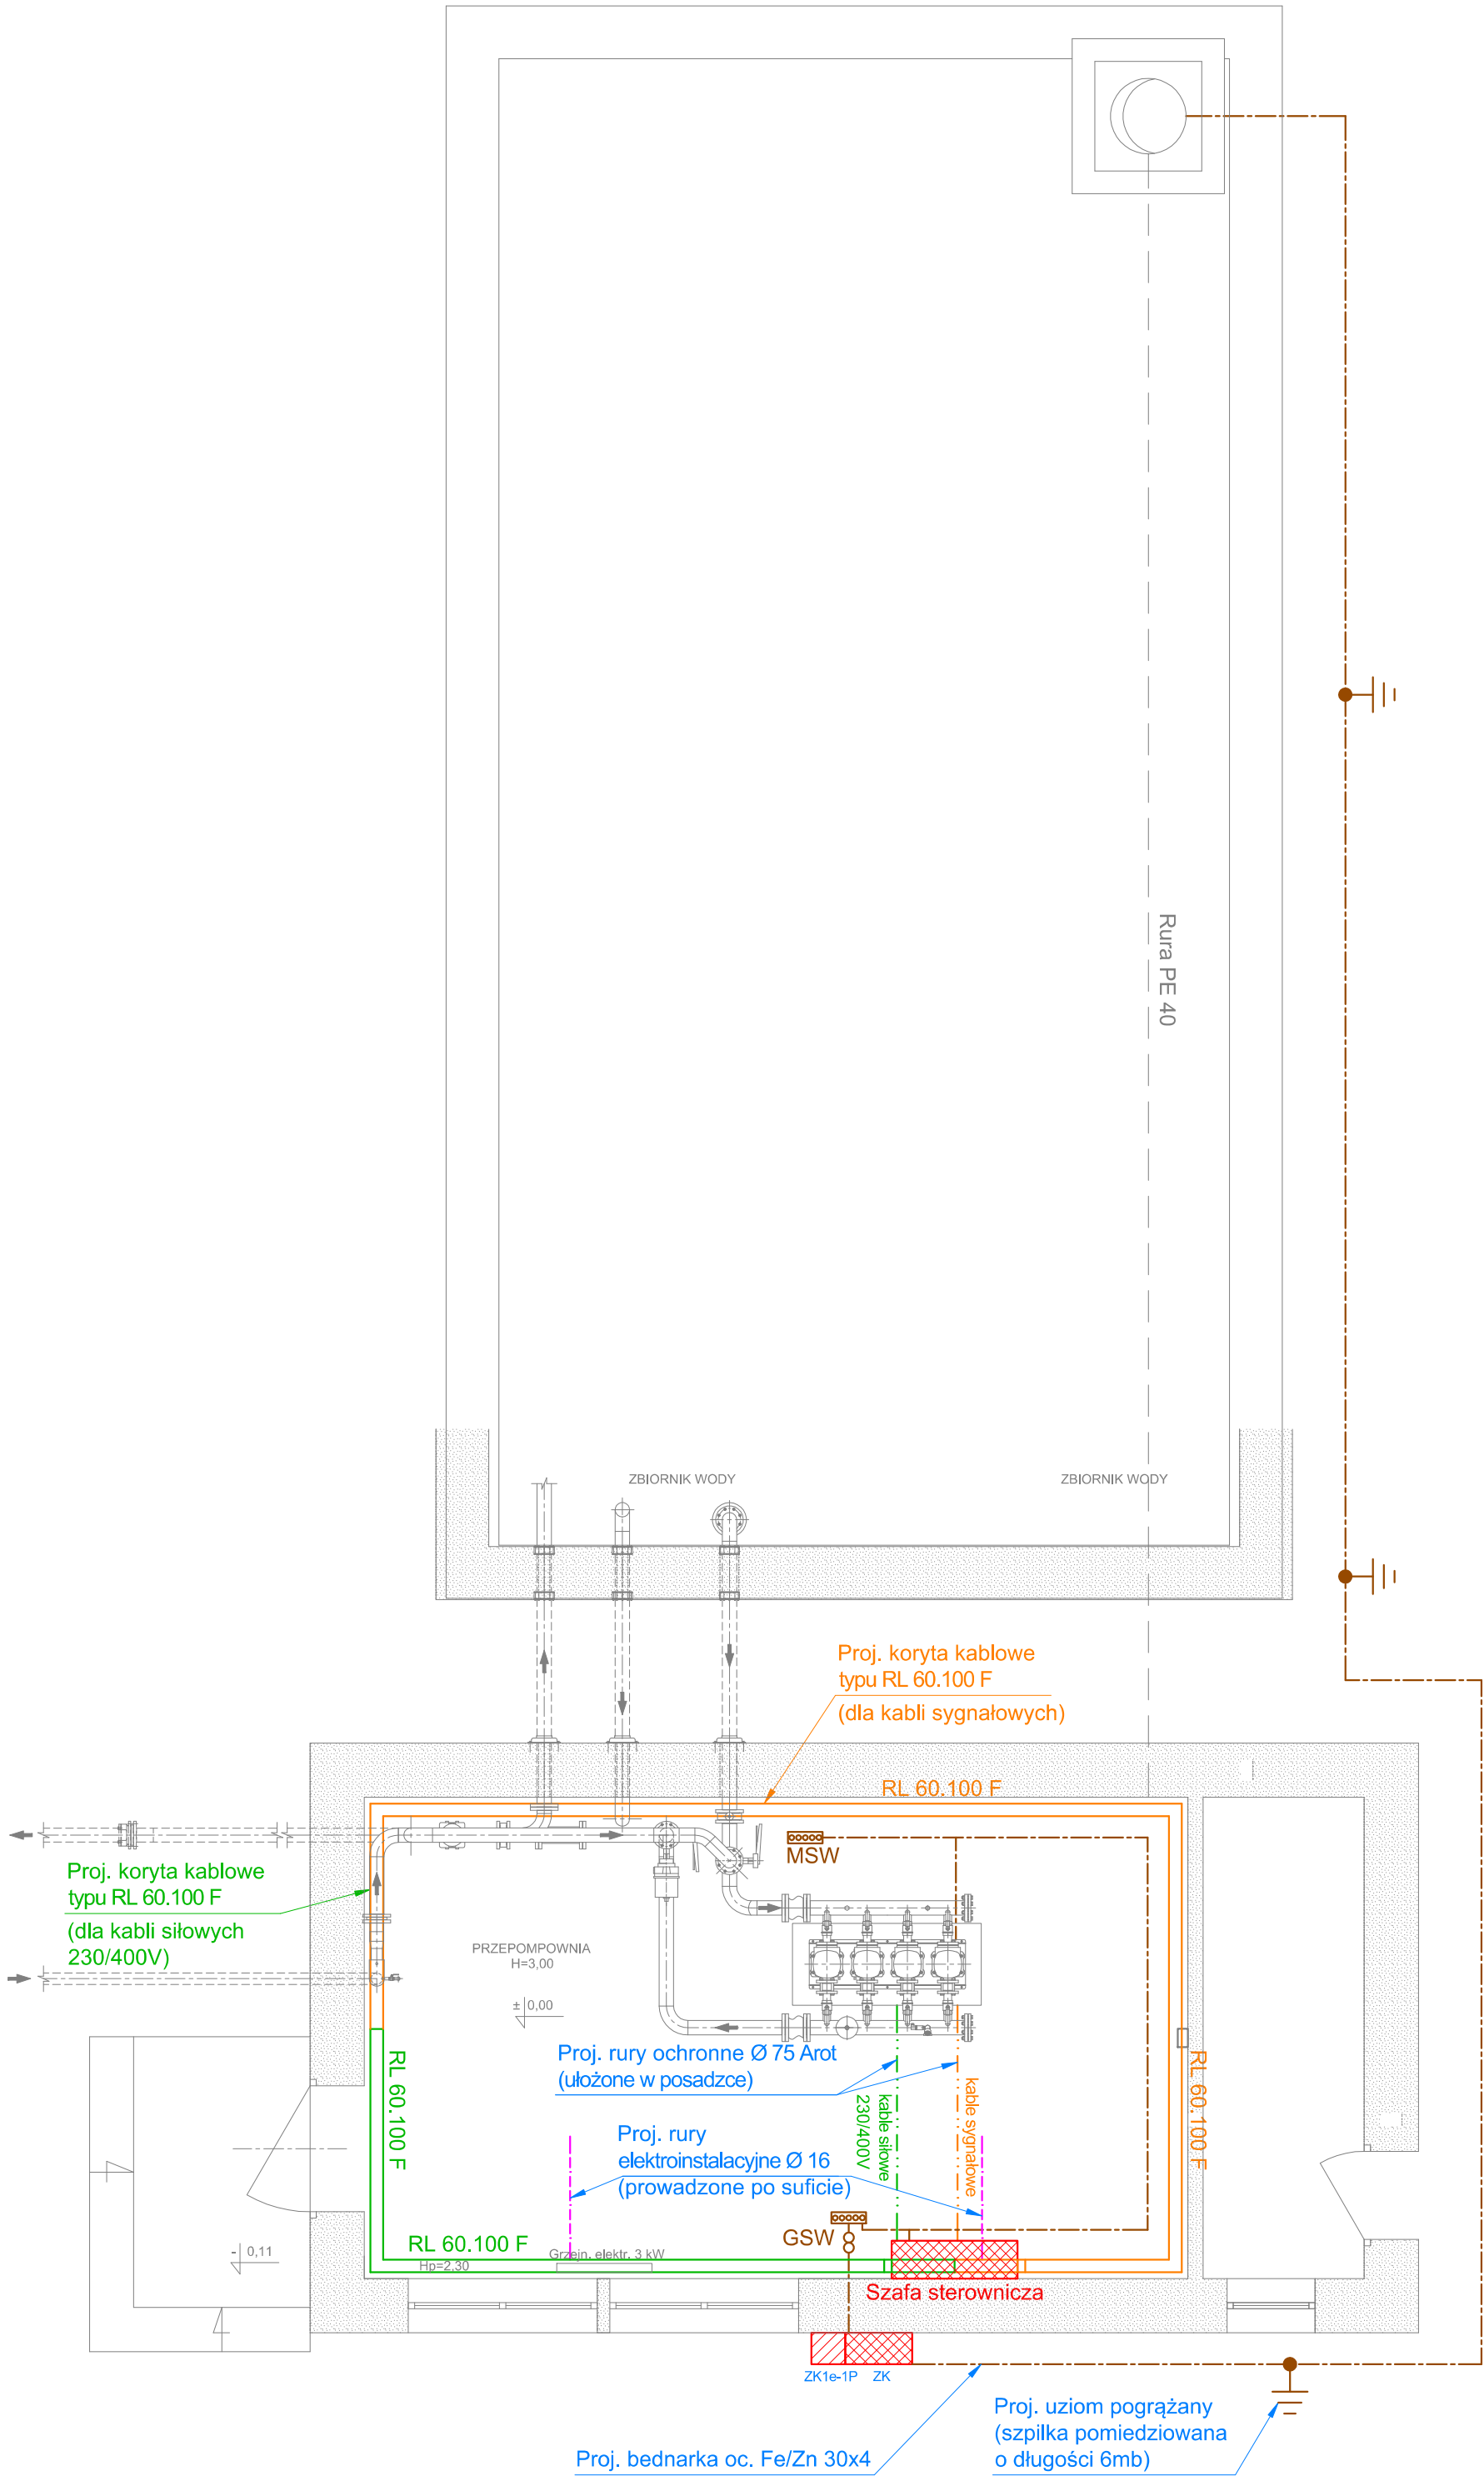 Rura PE 40
ZBIORNIK WODY
ZBIORNIK WODY
Proj. koryta kablowe
typu RL 60.100 F
(dla kabli sygnałowych)
RL 60.100 F
MSW
Proj. koryta kablowe
typu RL 60.100 F
(dla kabli siłowych
230/400V)
PRZEPOMPOWNIA
H=3,00
± 0,00
Proj. rury ochronne Ø 75 Arot
(ułożone w posadzce)
RL 60.100 F
RL 60.100 F
kable siłowe
230/400V
kable sygnałowe
Proj. rury
elektroinstalacyjne Ø 16
(prowadzone po suficie)
GSW
RL 60.100 F
Hp=2,30
Grzejn. elektr. 3 kW
- 0,11
Szafa sterownicza
ZK1e-1P
ZK
Proj. uziom pogrążany
(szpilka pomiedziowana
o długości 6mb)
Proj. bednarka oc. Fe/Zn 30x4